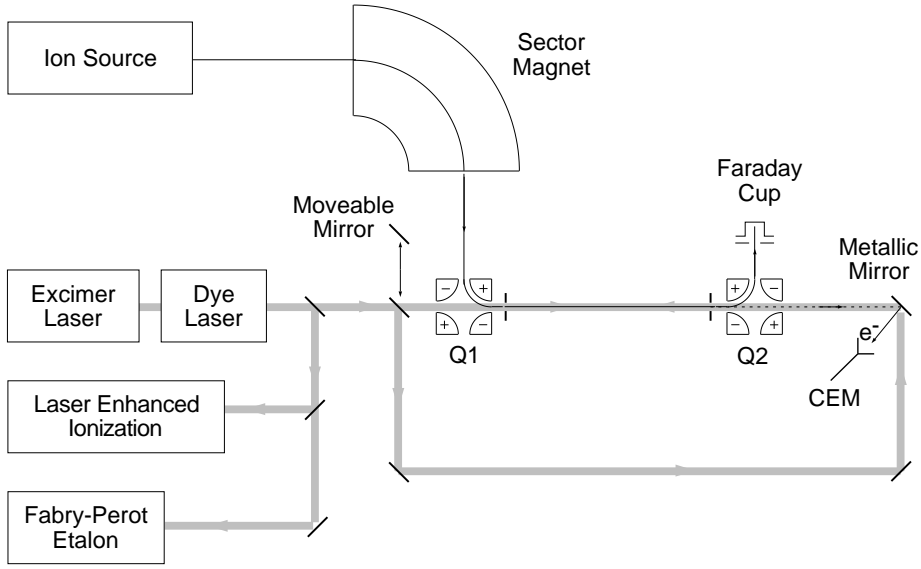 Ion Source
Sector
Magnet
Faraday
Cup
Moveable
Mirror
Metallic
Mirror
Excimer
Laser
Dye
Laser
− +
+ −
Q1
+ −
− +
Q2
e-
CEM
Laser Enhanced
Ionization
Fabry-Perot
Etalon